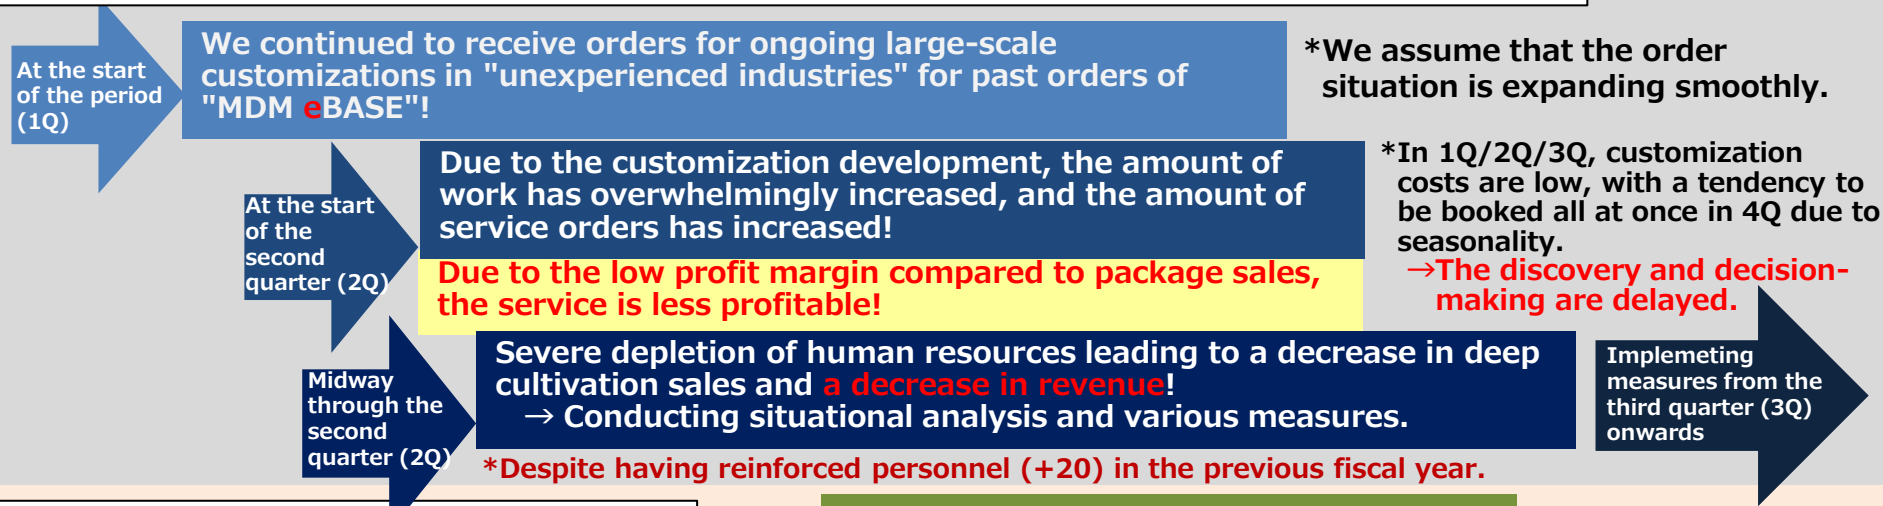 At the start
of the period
(1Q)
We continued to receive orders for ongoing large-scale
customizations in "unexperienced industries" for past orders of
"MDM eBASE"!
*We assume that the order
situation is expanding smoothly.
At the start
of the
second
quarter (2Q)
Due to the customization development, the amount of
work has overwhelmingly increased, and the amount of
service orders has increased!
Due to the low profit margin compared to package sales,
the service is less profitable!
*In 1Q/2Q/3Q, customization
costs are low, with a tendency to
be booked all at once in 4Q due to
seasonality.
→The discovery and decision-
making are delayed.
Midway
through the
second
quarter (2Q)
Severe depletion of human resources leading to a decrease in deep
cultivation sales and a decrease in revenue!
→ Conducting situational analysis and various measures.
*Despite having reinforced personnel (+20) in the previous fiscal year.
Implemeting
measures from the
third quarter (3Q)
onwards